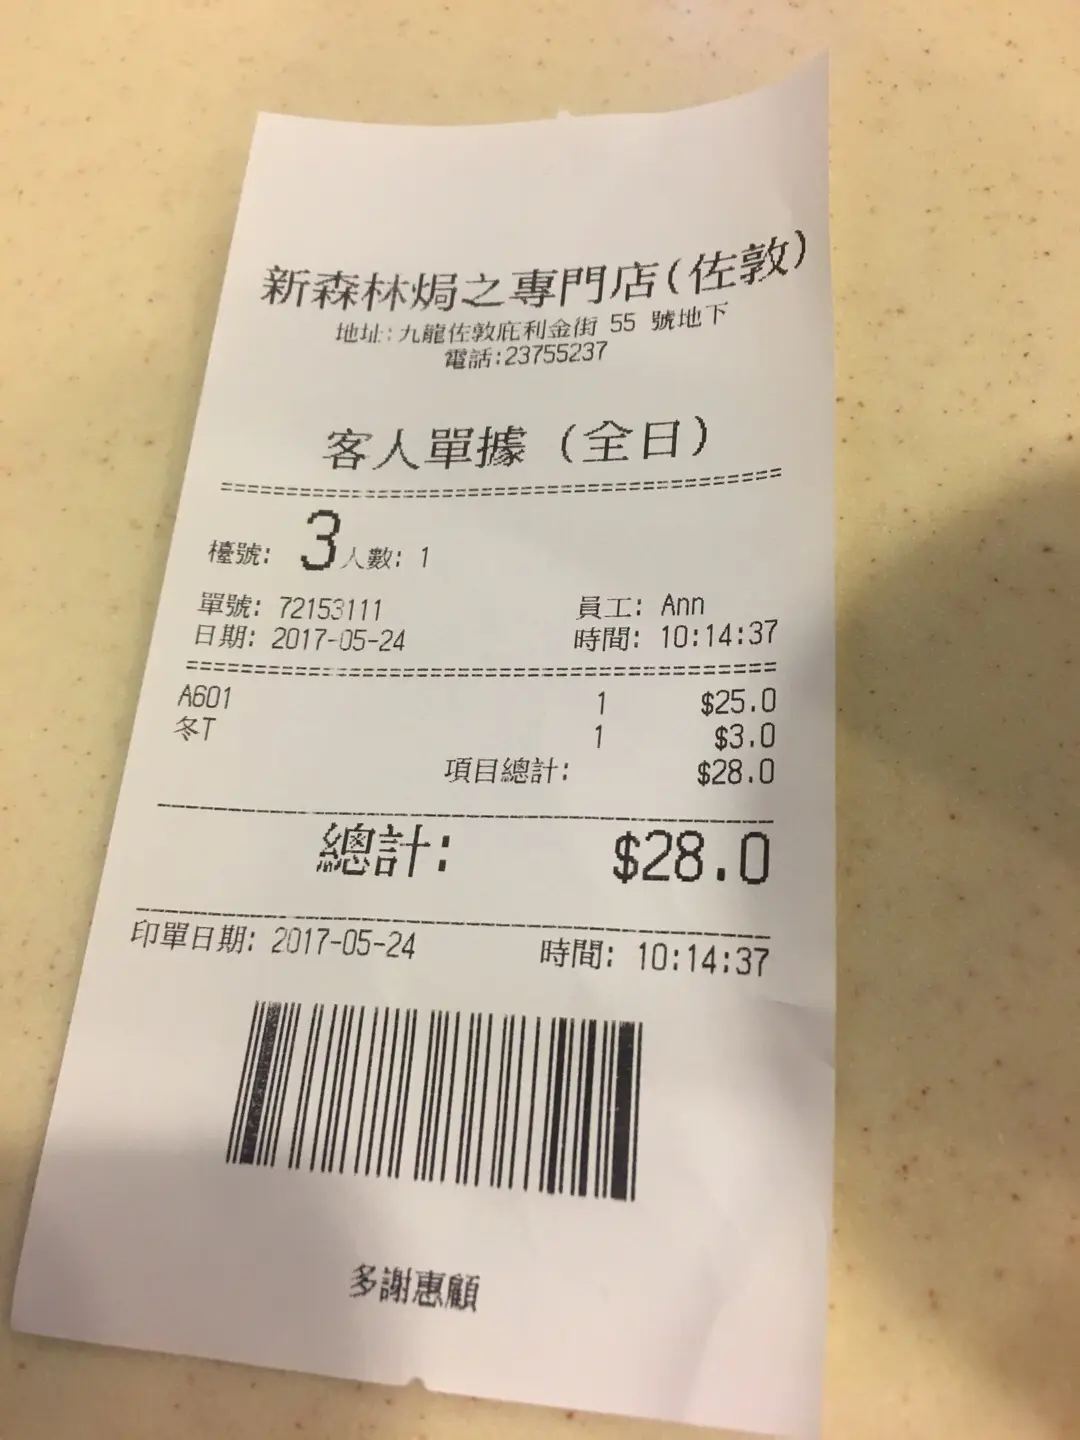 新森林焗之專門店(佐敦)
地址:九龍佐敦庇利金街 55 號地下
電話:23755237
客人單據 (全日)
===========================================
檯號: 3人數: 1
單號: 72153111 員工: Ann
日期: 2017-05-24 時間: 10:14:37
===========================================
A601 1 $25.0
冬T 1 $3.0
項目總計: $28.0
總計: $28.0
印單日期: 2017-05-24 時間: 10:14:37
多謝惠顧